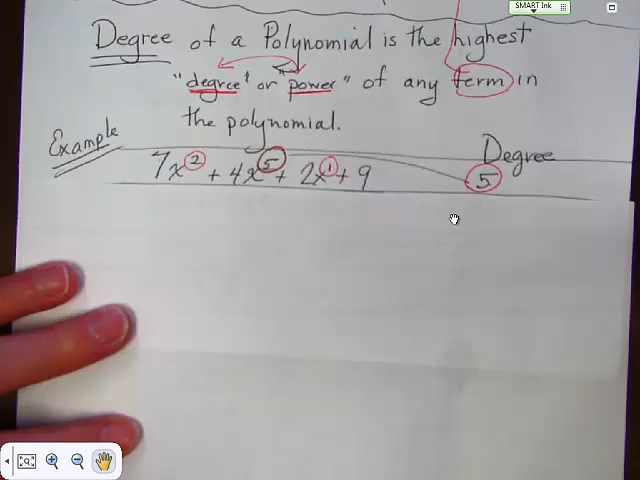 SMART Ink
Degree of a Polynomial is the highest
"degree" or power" of any term in
the polynomial.
Example
Degree
7x² + 4x⁵ + 2x¹ + 9 5